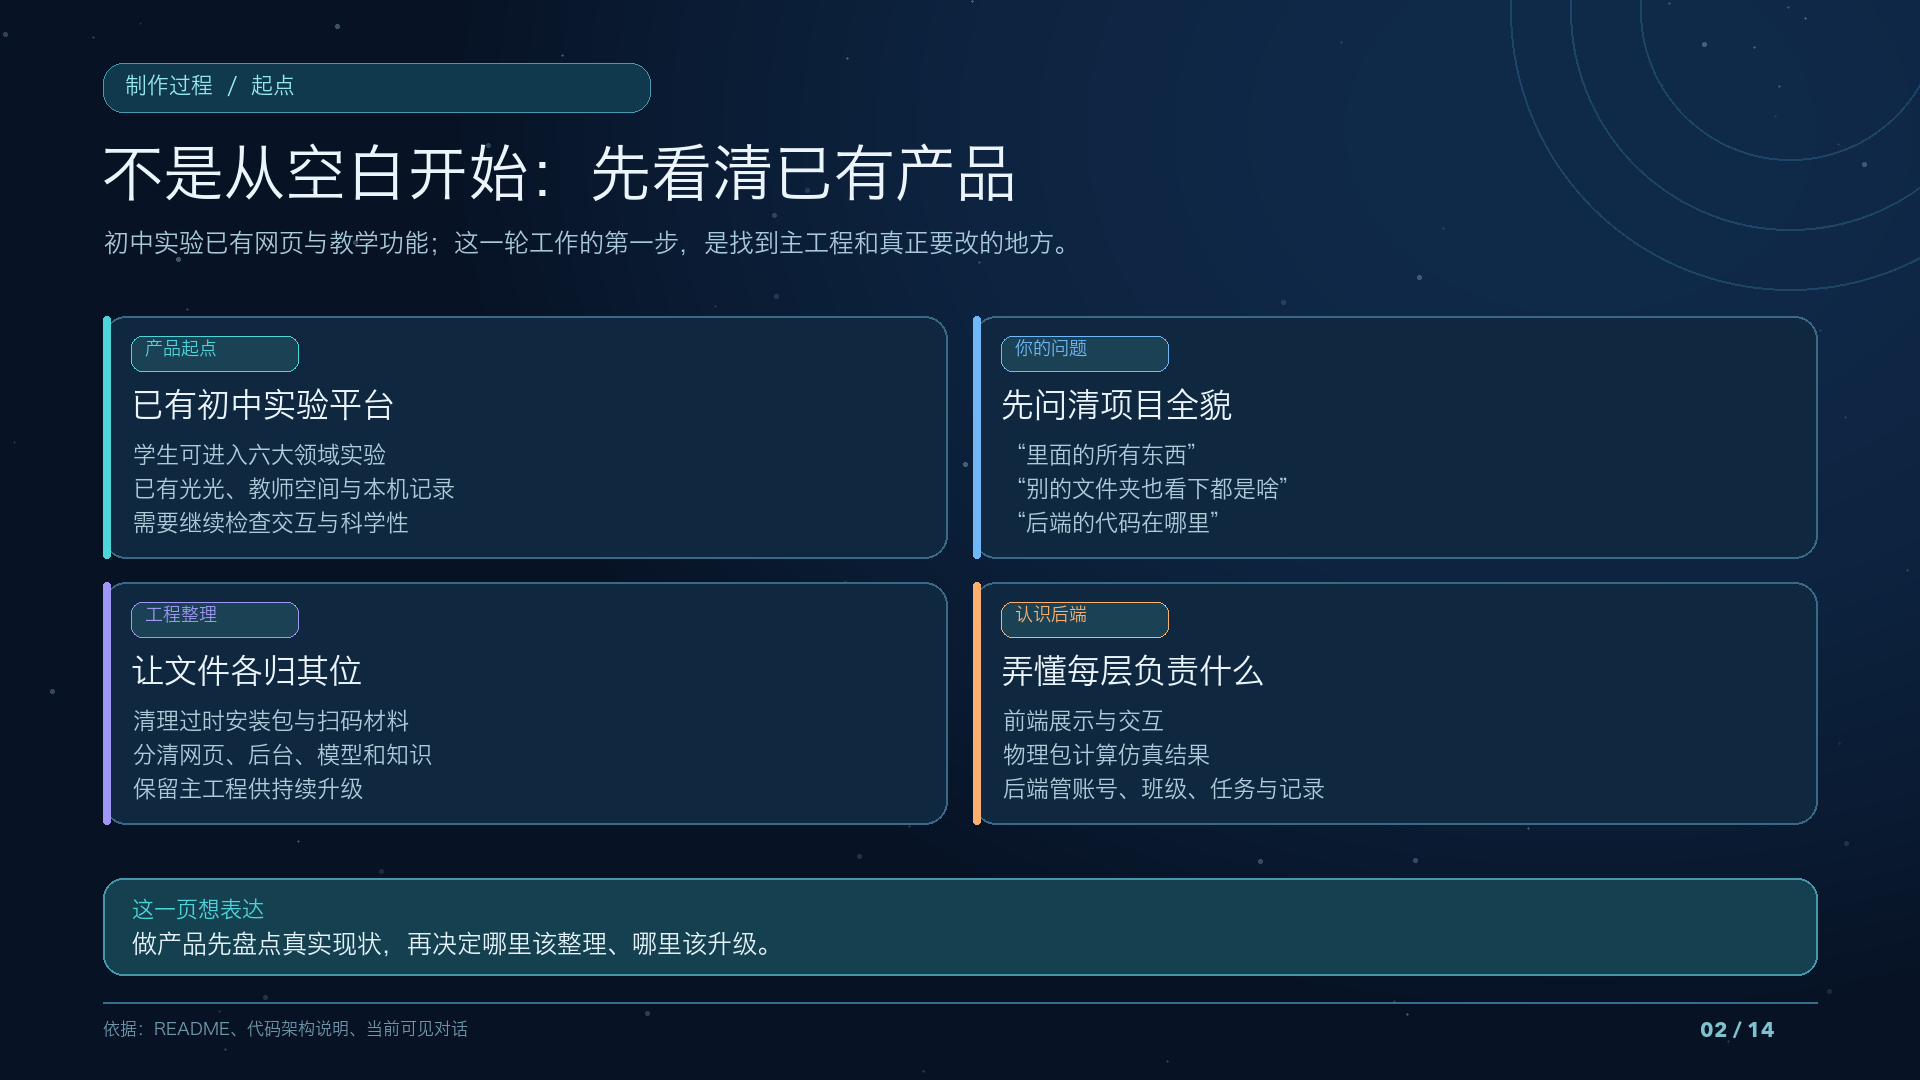 制作过程 / 起点
不是从空白开始：先看清已有产品
初中实验已有网页与教学功能；这一轮工作的第一步，是找到主工程和真正要改的地方。
产品起点
已有初中实验平台
学生可进入六大领域实验
已有光光、教师空间与本机记录
需要继续检查交互与科学性
你的问题
先问清项目全貌
“里面的所有东西”
“别的文件夹也看下都是啥”
“后端的代码在哪里”
工程整理
让文件各归其位
清理过时安装包与扫码材料
分清网页、后台、模型和知识
保留主工程供持续升级
认识后端
弄懂每层负责什么
前端展示与交互
物理包计算仿真结果
后端管账号、班级、任务与记录
这一页想表达
做产品先盘点真实现状，再决定哪里该整理、哪里该升级。
依据：README、代码架构说明、当前可见对话
02 / 14